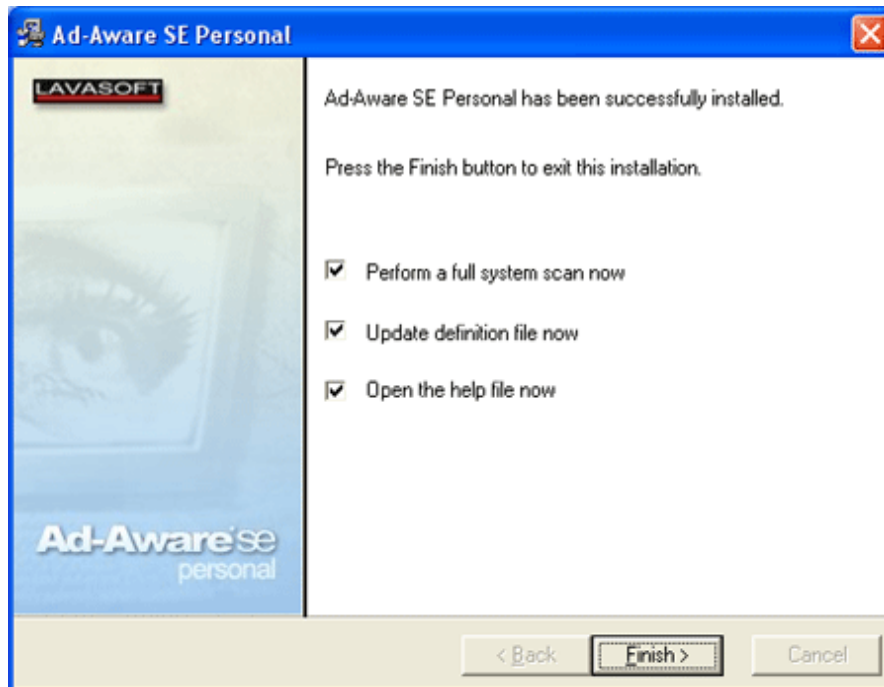 Ad-Aware SE Personal
LAVASOFT
Ad-Aware SE Personal has been successfully installed.
Press the Finish button to exit this installation.
Perform a full system scan now
Update definition file now
Open the help file now
Ad-Aware se
personal
< Back
Finish >
Cancel